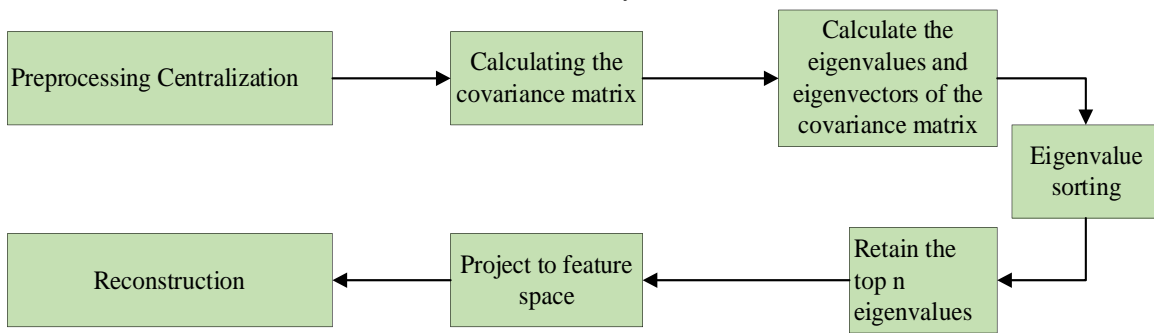 Preprocessing Centralization
Calculating the
covariance matrix
Calculate the
eigenvalues and
eigenvectors of the
covariance matrix
Eigenvalue
sorting
Retain the
top n
eigenvalues
Project to feature
space
Reconstruction